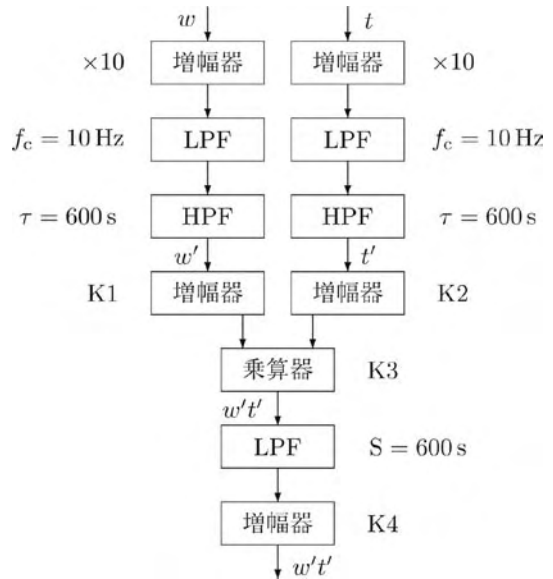 w t
×10 増幅器 増幅器 ×10
f_c = 10 Hz LPF LPF f_c = 10 Hz
τ = 600 s HPF HPF τ = 600 s
w′ t′
K1 増幅器 増幅器 K2
乗算器 K3
w′t′
LPF S = 600 s
増幅器 K4
w′t′